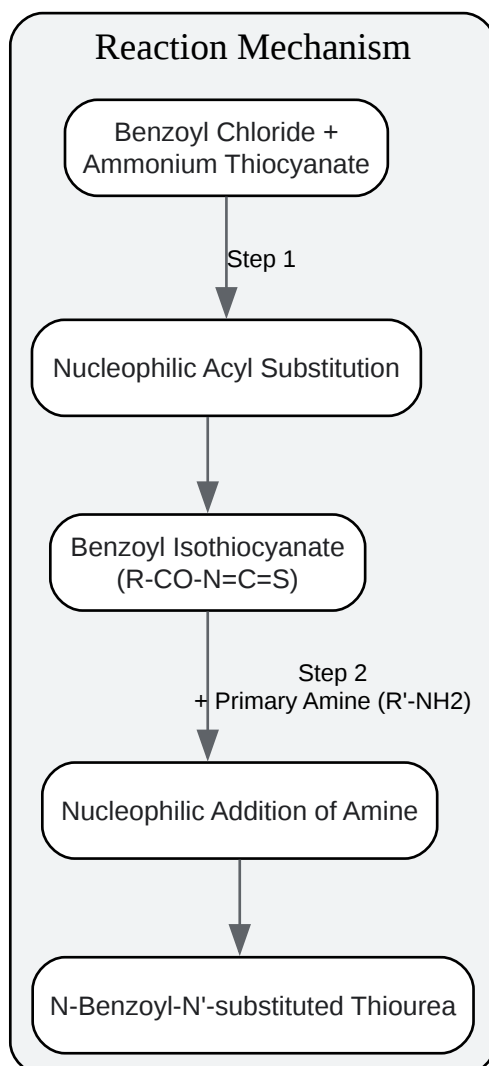 Reaction Mechanism
Benzoyl Chloride +
Ammonium Thiocyanate
Step 1
Nucleophilic Acyl Substitution
Benzoyl Isothiocyanate
(R-CO-N=C=S)
Step 2
+ Primary Amine (R'-NH2)
Nucleophilic Addition of Amine
N-Benzoyl-N'-substituted Thiourea